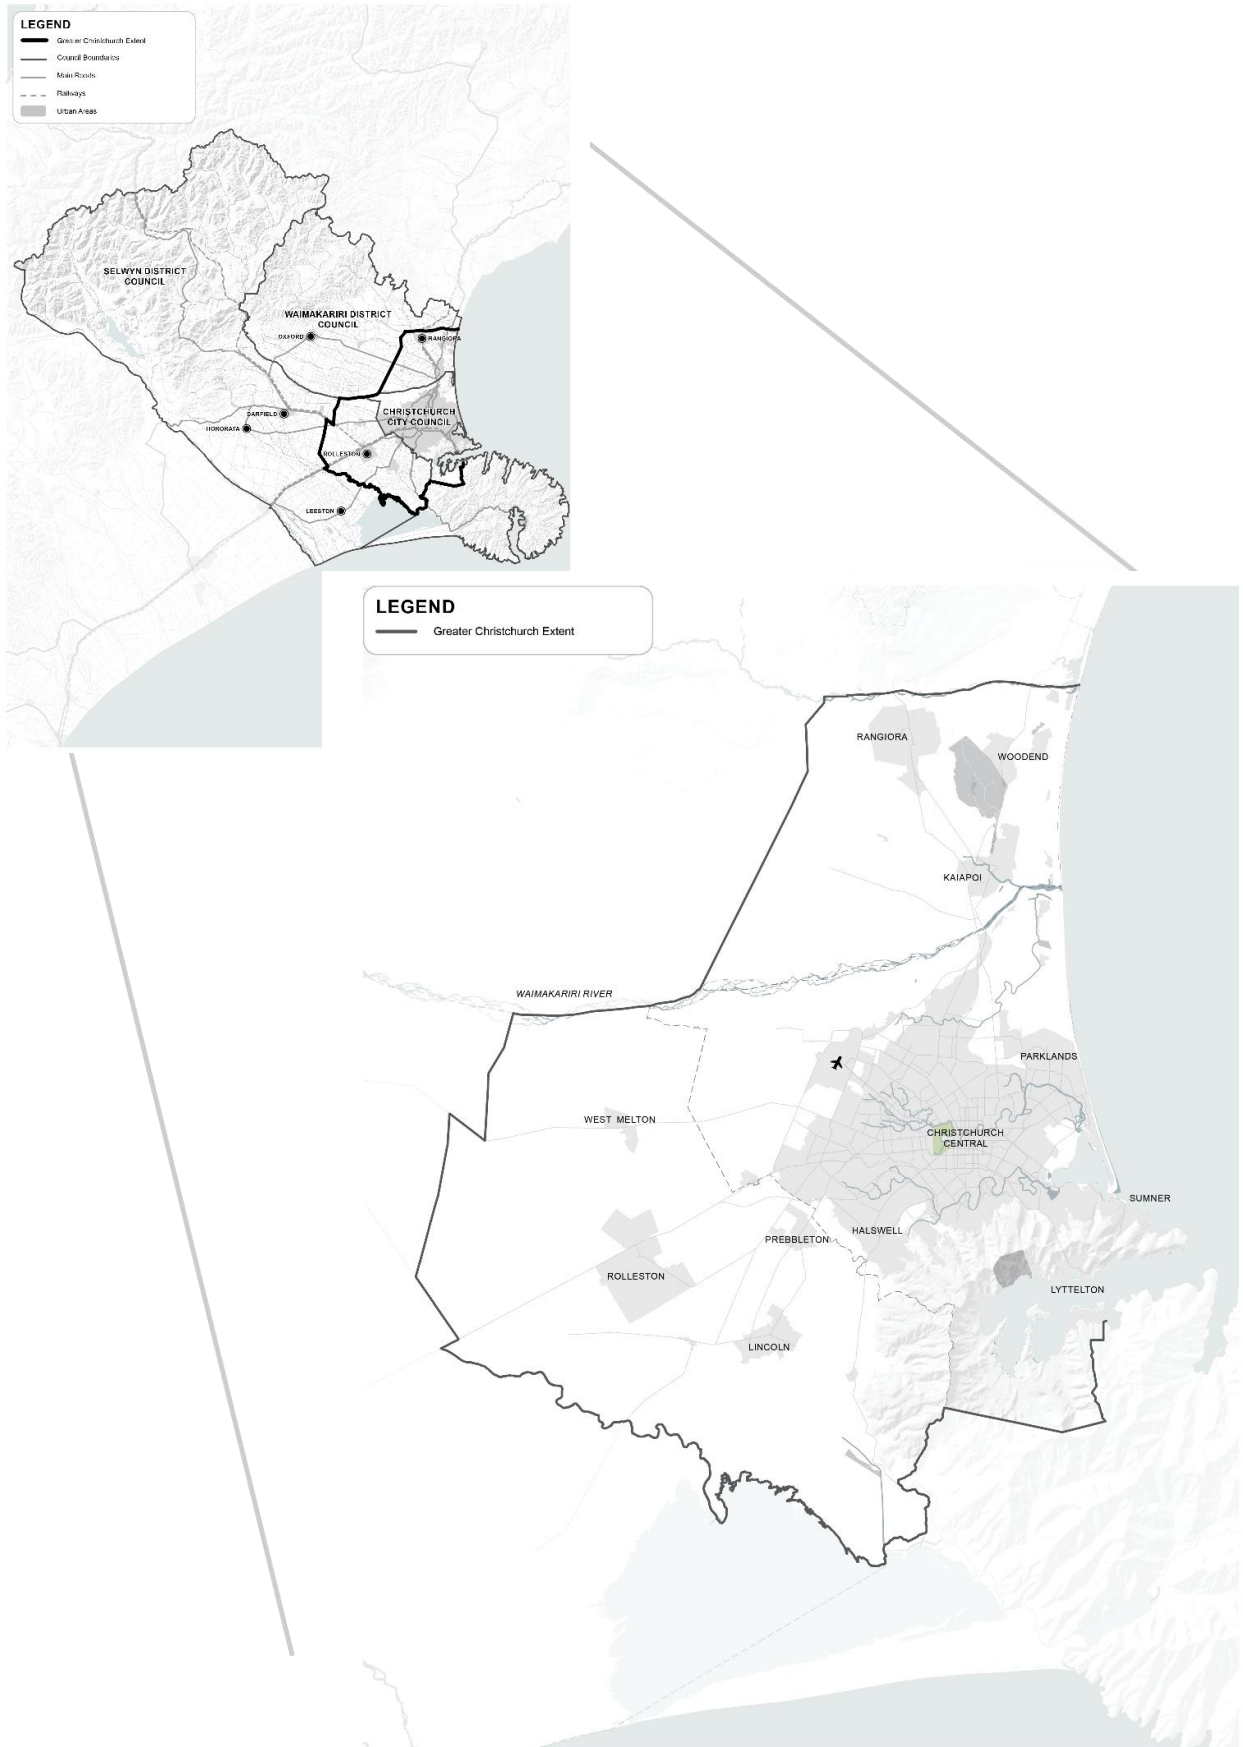 LEGEND
Greater Christchurch Extent
Council Boundaries
Main Roads
Railways
Urban Areas
SELWYN DISTRICT
COUNCIL
WAIMAKARIRI DISTRICT
COUNCIL
OXFORD
RANGIORA
DARFIELD
HORORATA
CHRISTCHURCH
CITY COUNCIL
ROLLESTON
LEESTON
LEGEND
Greater Christchurch Extent
RANGIORA
WOODEND
KAIAPOI
WAIMAKARIRI RIVER
PARKLANDS
WEST MELTON
CHRISTCHURCH
CENTRAL
SUMNER
HALSWELL
PREBBLETON
ROLLESTON
LYTTELTON
LINCOLN